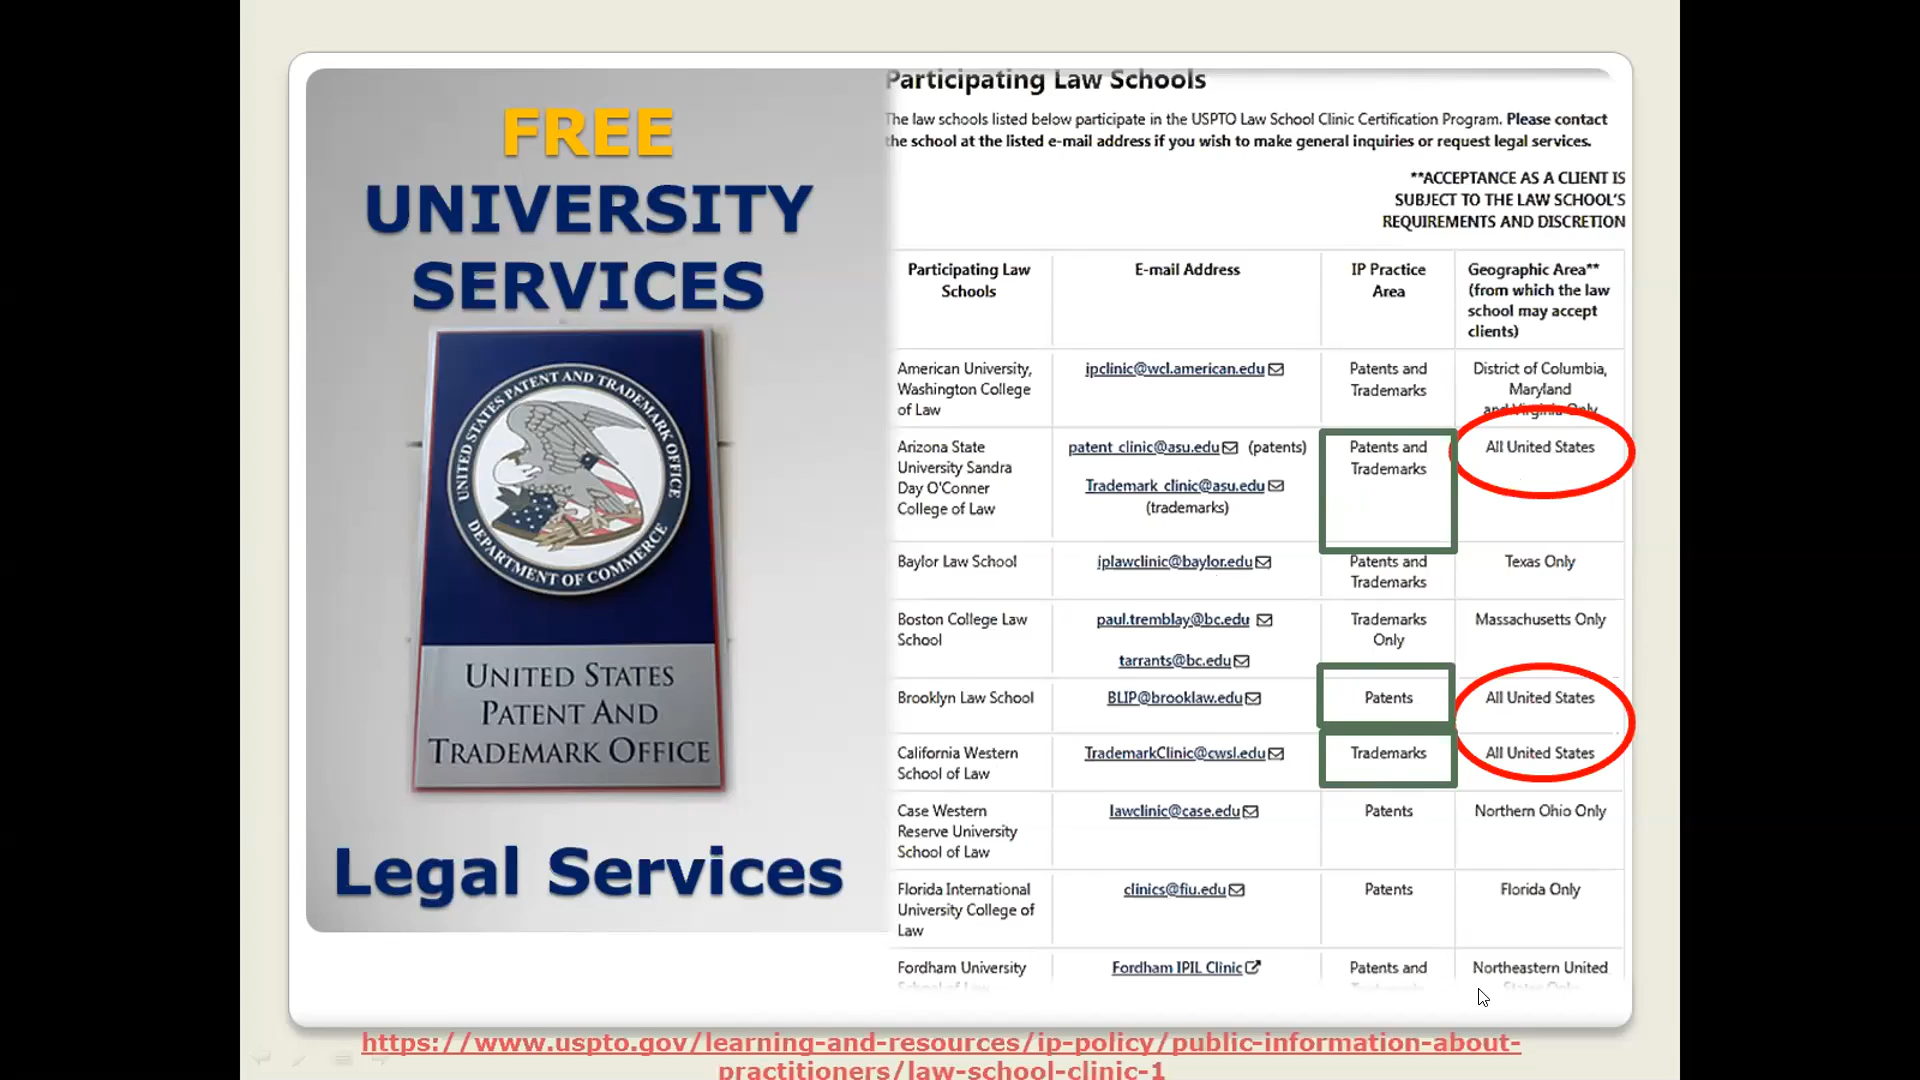 FREE
UNIVERSITY
SERVICES
UNITED STATES PATENT AND TRADEMARK OFFICE
DEPARTMENT OF COMMERCE
UNITED STATES
PATENT AND
TRADEMARK OFFICE
Legal Services
Participating Law Schools
The law schools listed below participate in the USPTO Law School Clinic Certification Program. Please contact
the school at the listed e-mail address if you wish to make general inquiries or request legal services.
**ACCEPTANCE AS A CLIENT IS
SUBJECT TO THE LAW SCHOOL'S
REQUIREMENTS AND DISCRETION
Participating Law
Schools
E-mail Address
IP Practice
Area
Geographic Area**
(from which the law
school may accept
clients)
American University,
Washington College
of Law
ipclinic@wcl.american.edu
Patents and
Trademarks
District of Columbia,
Maryland
and Virginia Only
Arizona State
University Sandra
Day O'Conner
College of Law
patent_clinic@asu.edu (patents)
Trademark_clinic@asu.edu
(trademarks)
Patents and
Trademarks
All United States
Baylor Law School
iplawclinic@baylor.edu
Patents and
Trademarks
Texas Only
Boston College Law
School
paul.tremblay@bc.edu
tarrants@bc.edu
Trademarks
Only
Massachusetts Only
Brooklyn Law School
BLIP@brooklaw.edu
Patents
All United States
California Western
School of Law
TrademarkClinic@cwsl.edu
Trademarks
All United States
Case Western
Reserve University
School of Law
lawclinic@case.edu
Patents
Northern Ohio Only
Florida International
University College of
Law
clinics@fiu.edu
Patents
Florida Only
Fordham University
School of Law
Fordham IPIL Clinic
Patents and
Trademarks
Northeastern United
States Only
https://www.uspto.gov/learning-and-resources/ip-policy/public-information-about-
practitioners/law-school-clinic-1